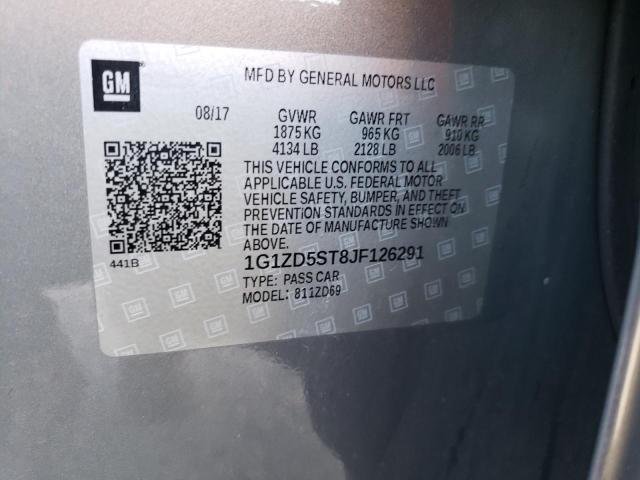 GM
MFD BY GENERAL MOTORS LLC
08/17 GVWR GAWR FRT GAWR RR
1875 KG 965 KG 910 KG
4134 LB 2128 LB 2006 LB
THIS VEHICLE CONFORMS TO ALL
APPLICABLE U.S. FEDERAL MOTOR
VEHICLE SAFETY, BUMPER, AND THEFT
PREVENTION STANDARDS IN EFFECT ON
THE DATE OF MANUFACTURE SHOWN
ABOVE.
441B
1G1ZD5ST8JF126291
TYPE: PASS CAR
MODEL: 811ZD69